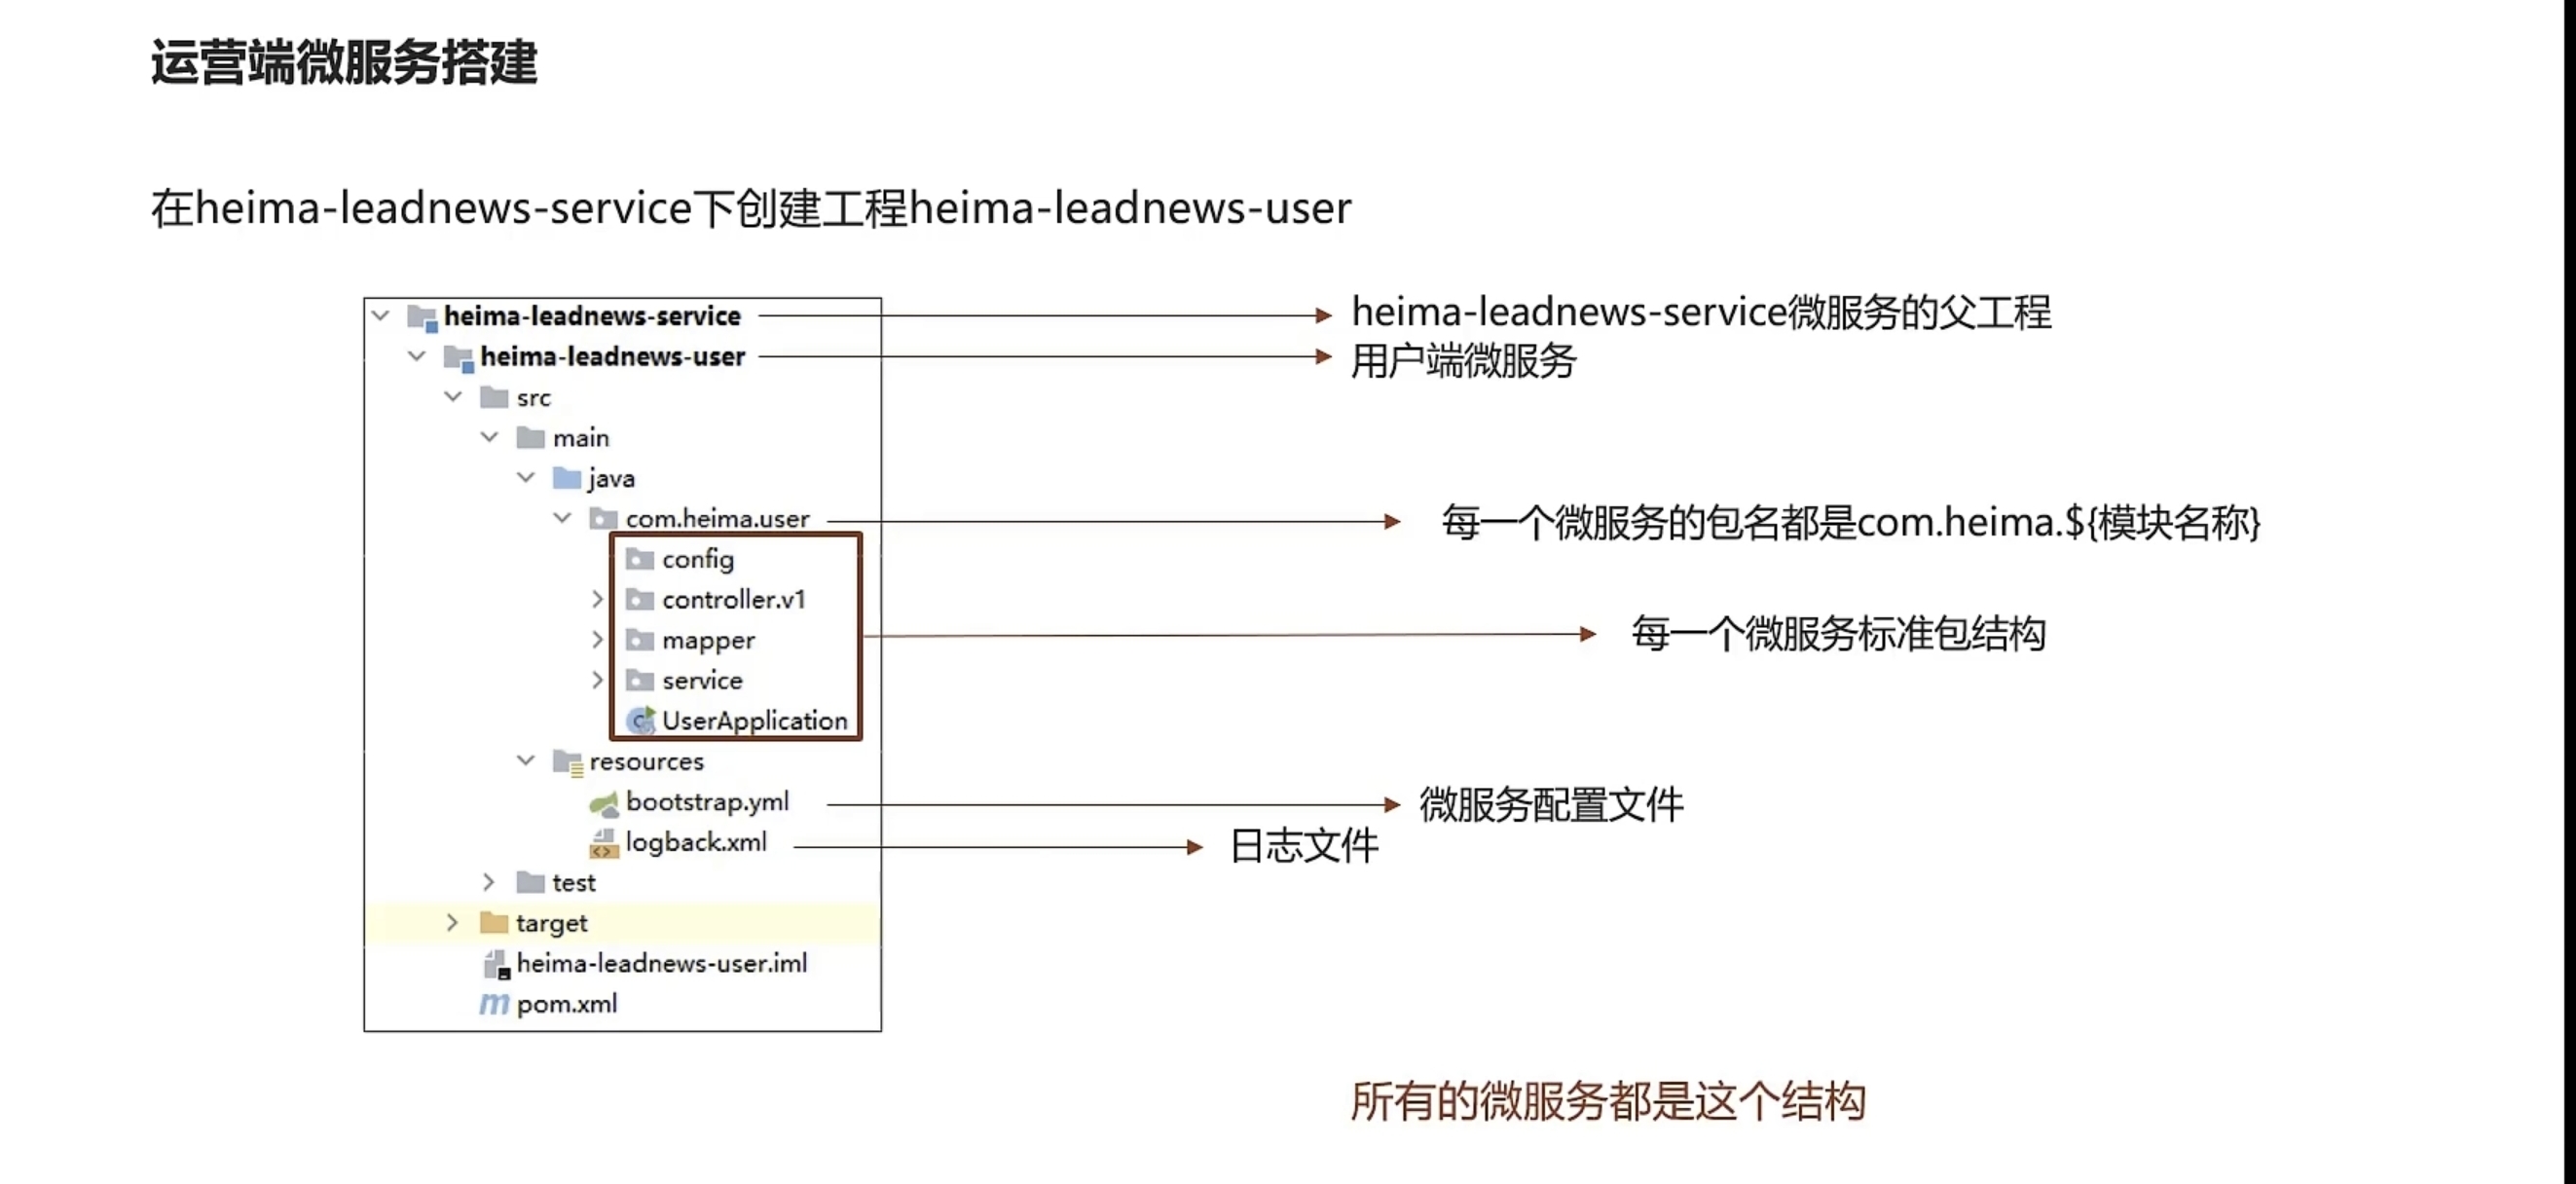 运营端微服务搭建
在heima-leadnews-service下创建工程heima-leadnews-user
heima-leadnews-service
heima-leadnews-service微服务的父工程
heima-leadnews-user
用户端微服务
src
main
java
com.heima.user
每一个微服务的包名都是com.heima.${模块名称}
config
controller.v1
mapper
每一个微服务标准包结构
service
UserApplication
resources
bootstrap.yml
微服务配置文件
logback.xml
日志文件
test
target
heima-leadnews-user.iml
pom.xml
所有的微服务都是这个结构